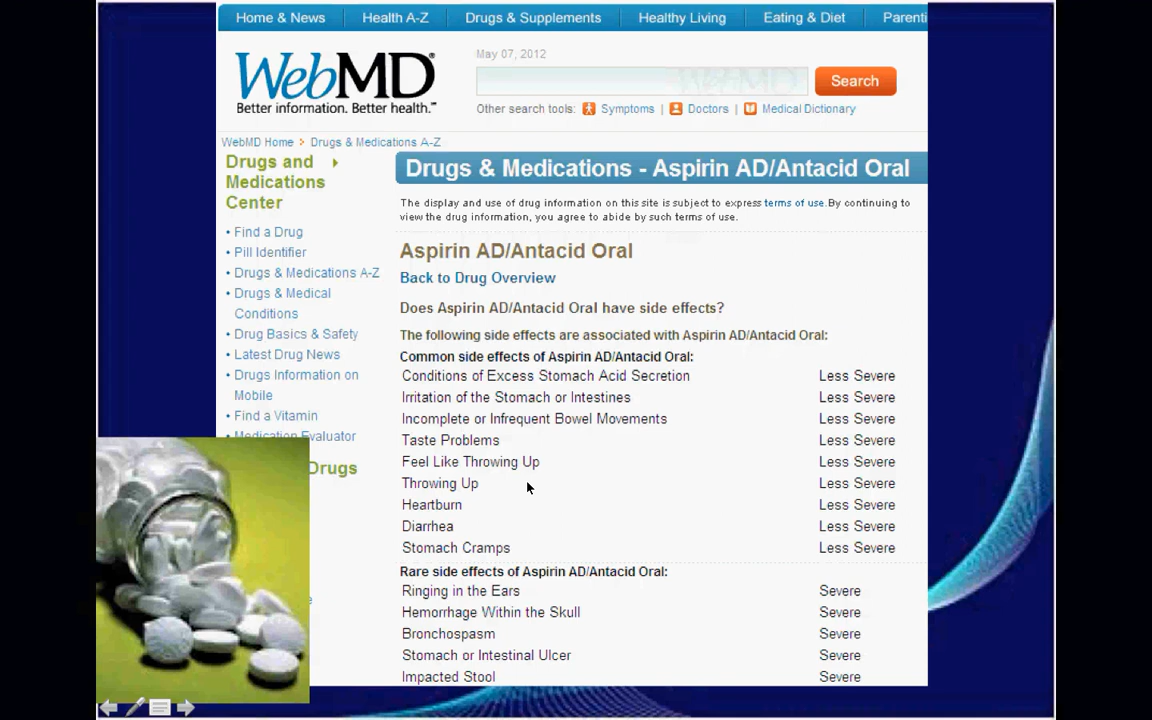 Home & News
Health A-Z
Drugs & Supplements
Healthy Living
Eating & Diet
Parenti
May 07, 2012
WebMD®
Better information. Better health.™
Search
Other search tools: Symptoms | Doctors | Medical Dictionary
WebMD Home > Drugs & Medications A-Z
Drugs and
Medications
Center
• Find a Drug
• Pill Identifier
• Drugs & Medications A-Z
• Drugs & Medical
Conditions
• Drug Basics & Safety
• Latest Drug News
• Drugs Information on
Mobile
• Find a Vitamin
• Medication Evaluator
Drugs
Drugs & Medications - Aspirin AD/Antacid Oral
The display and use of drug information on this site is subject to express terms of use.By continuing to
view the drug information, you agree to abide by such terms of use.
Aspirin AD/Antacid Oral
Back to Drug Overview
Does Aspirin AD/Antacid Oral have side effects?
The following side effects are associated with Aspirin AD/Antacid Oral:
Common side effects of Aspirin AD/Antacid Oral:
Conditions of Excess Stomach Acid Secretion Less Severe
Irritation of the Stomach or Intestines Less Severe
Incomplete or Infrequent Bowel Movements Less Severe
Taste Problems Less Severe
Feel Like Throwing Up Less Severe
Throwing Up Less Severe
Heartburn Less Severe
Diarrhea Less Severe
Stomach Cramps Less Severe
Rare side effects of Aspirin AD/Antacid Oral:
Ringing in the Ears Severe
Hemorrhage Within the Skull Severe
Bronchospasm Severe
Stomach or Intestinal Ulcer Severe
Impacted Stool Severe